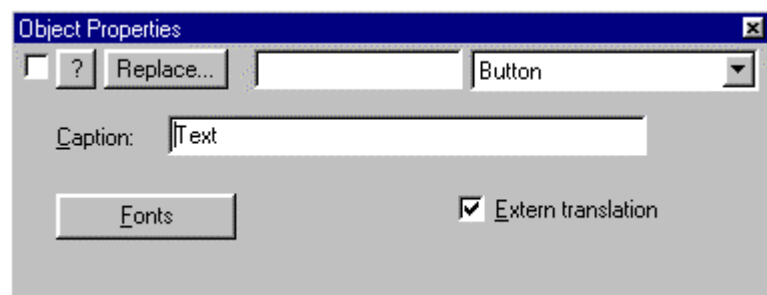 Object Properties
? Replace... Button
Caption: Text
Fonts Extern translation